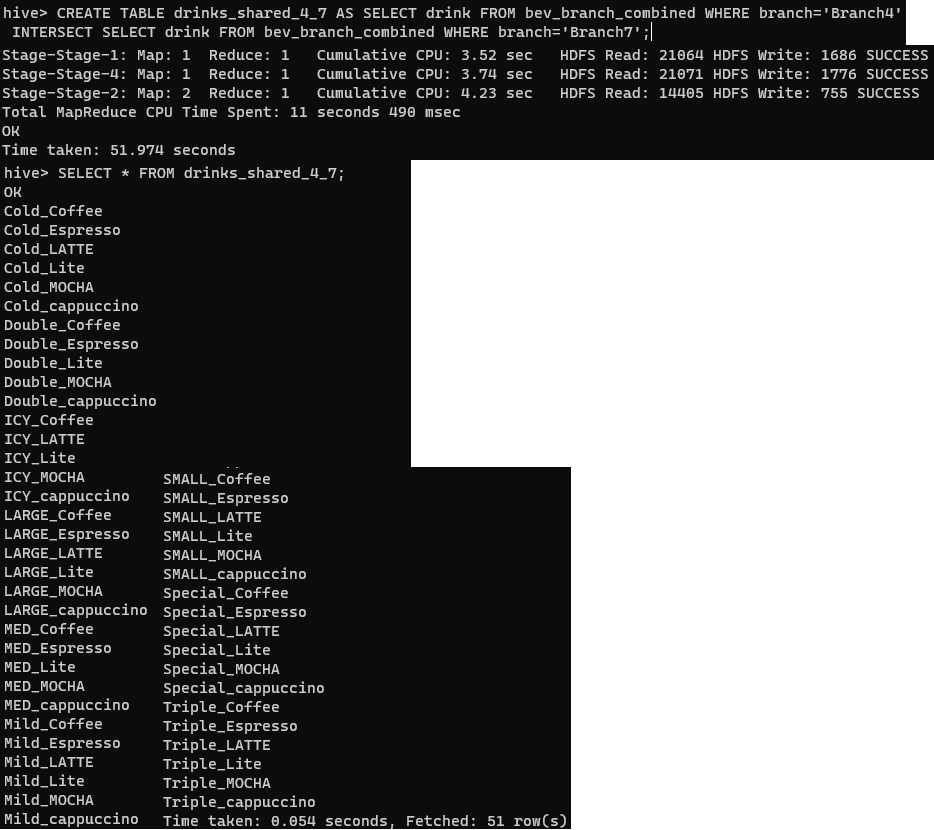 hive> CREATE TABLE drinks_shared_4_7 AS SELECT drink FROM bev_branch_combined WHERE branch='Branch4'
INTERSECT SELECT drink FROM bev_branch_combined WHERE branch='Branch7';
Stage-Stage-1: Map: 1  Reduce: 1   Cumulative CPU: 3.52 sec   HDFS Read: 21064 HDFS Write: 1686 SUCCESS
Stage-Stage-4: Map: 1  Reduce: 1   Cumulative CPU: 3.74 sec   HDFS Read: 21071 HDFS Write: 1776 SUCCESS
Stage-Stage-2: Map: 2  Reduce: 1   Cumulative CPU: 4.23 sec   HDFS Read: 14405 HDFS Write: 755 SUCCESS
Total MapReduce CPU Time Spent: 11 seconds 490 msec
OK
Time taken: 51.974 seconds
hive> SELECT * FROM drinks_shared_4_7;
OK
Cold_Coffee
Cold_Espresso
Cold_LATTE
Cold_Lite
Cold_MOCHA
Cold_cappuccino
Double_Coffee
Double_Espresso
Double_Lite
Double_MOCHA
Double_cappuccino
ICY_Coffee
ICY_LATTE
ICY_Lite
ICY_MOCHA
ICY_cappuccino
LARGE_Coffee
LARGE_Espresso
LARGE_LATTE
LARGE_Lite
LARGE_MOCHA
LARGE_cappuccino
MED_Coffee
MED_Espresso
MED_Lite
MED_MOCHA
MED_cappuccino
Mild_Coffee
Mild_Espresso
Mild_LATTE
Mild_Lite
Mild_MOCHA
Mild_cappuccino
SMALL_Coffee
SMALL_Espresso
SMALL_LATTE
SMALL_Lite
SMALL_MOCHA
SMALL_cappuccino
Special_Coffee
Special_Espresso
Special_LATTE
Special_Lite
Special_MOCHA
Special_cappuccino
Triple_Coffee
Triple_Espresso
Triple_LATTE
Triple_Lite
Triple_MOCHA
Triple_cappuccino
Time taken: 0.054 seconds, Fetched: 51 row(s)